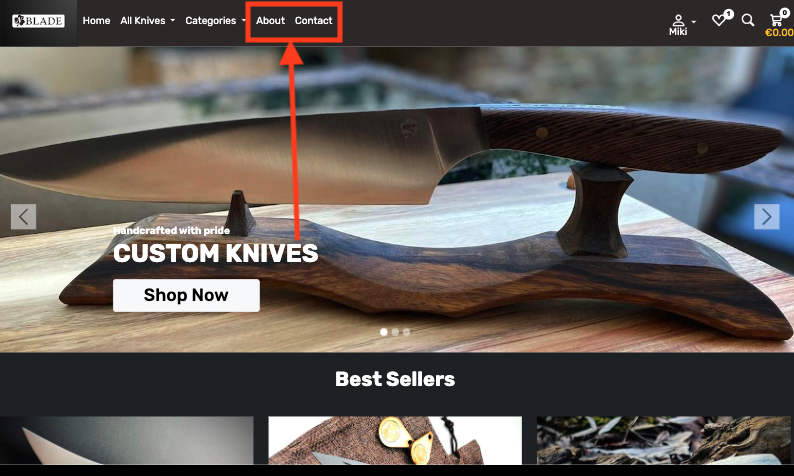 BLADE
Home All Knives Categories About Contact
Miki
1
0
€0.00
Handcrafted with pride
CUSTOM KNIVES
Shop Now
Best Sellers